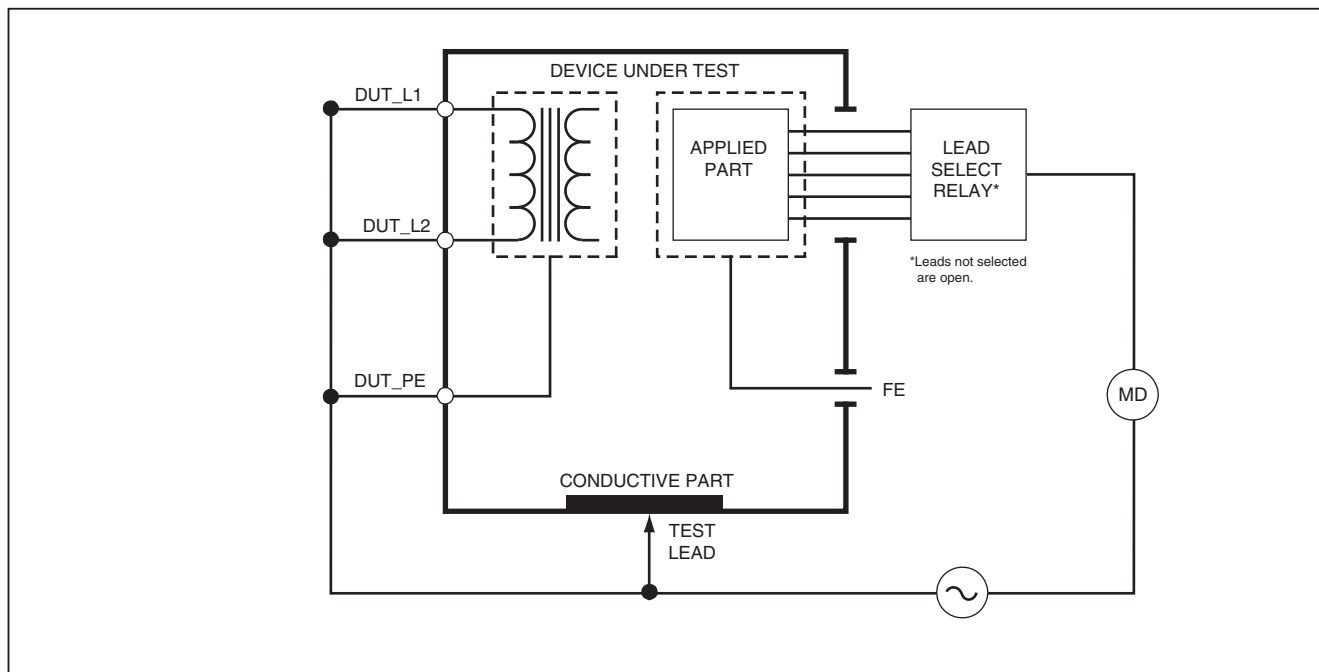 DEVICE UNDER TEST
DUT_L1
APPLIED
PART
LEAD
SELECT
RELAY*
DUT_L2
*Leads not selected
are open.
DUT_PE
FE
MD
CONDUCTIVE PART
TEST
LEAD